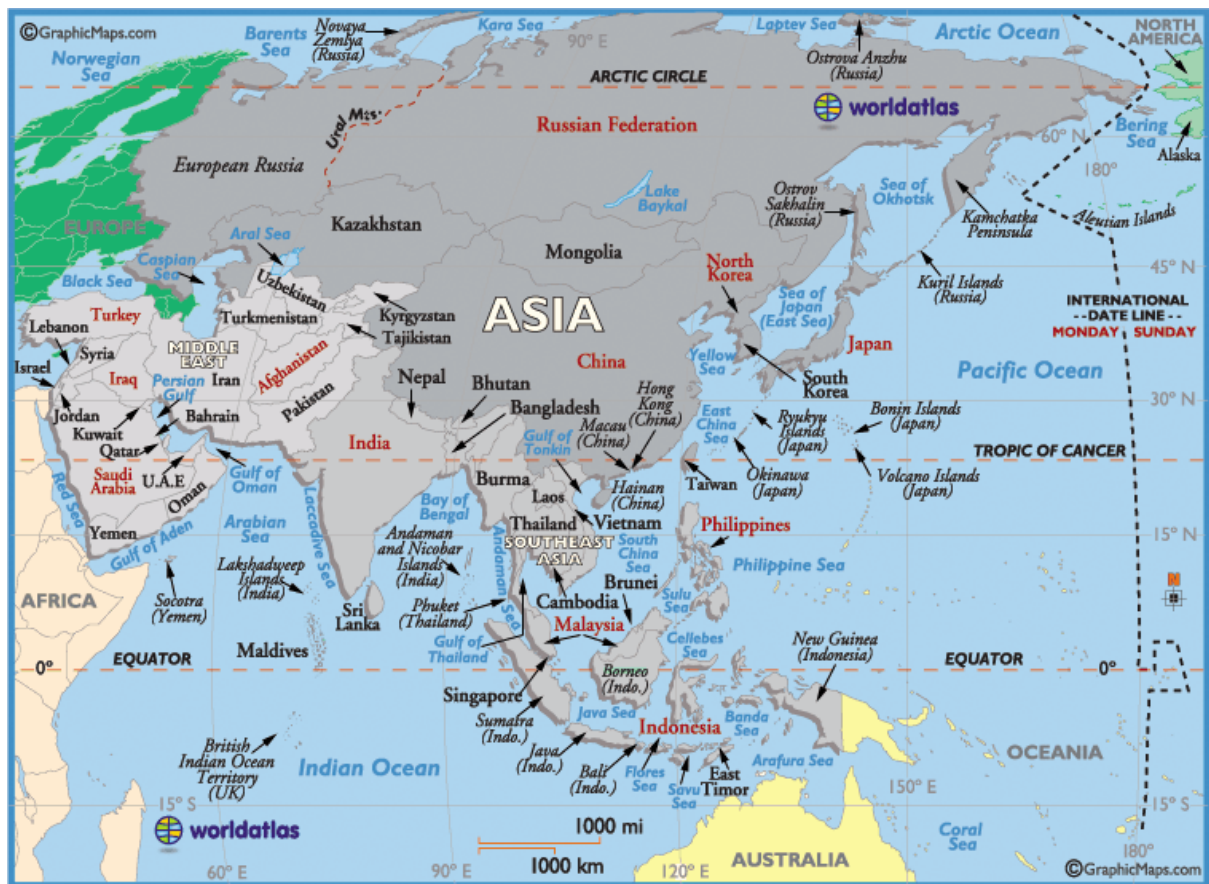 ©GraphicMaps.com
Norwegian
Sea
Barents
Sea
Novaya
Zemlya
(Russia)
Kara Sea
90° E
Laptev Sea
Ostrova Anzhu
(Russia)
Arctic Ocean
NORTH
AMERICA
ARCTIC CIRCLE
worldatlas
Ural Mts.
Russian Federation
European Russia
60° N
Bering
Sea
180°
Alaska
Lake
Baykal
Ostrov
Sakhalin
(Russia)
Sea of
Okhotsk
Kamchatka
Peninsula
Aleutian Islands
EUROPE
Kazakhstan
Aral Sea
Mongolia
Caspian
Sea
Black Sea
North
Korea
45° N
Kuril Islands
(Russia)
Uzbekistan
Turkmenistan
Kyrgyzstan
Tajikistan
ASIA
Sea of
Japan
(East Sea)
INTERNATIONAL
--DATE LINE--
MONDAY SUNDAY
Turkey
Lebanon
Syria
MIDDLE
EAST
Afghanistan
China
Japan
Yellow
Sea
Pacific Ocean
Israel
Iraq
Persian
Gulf
Iran
Pakistan
Nepal
Bhutan
South
Korea
30° N
Jordan
Kuwait
Bahrain
Qatar
Bangladesh
Hong
Kong
(China)
Macau
(China)
East
China
Sea
Ryukyu
Islands
(Japan)
Bonin Islands
(Japan)
India
Gulf of
Tonkin
TROPIC OF CANCER
Saudi
Arabia
U.A.E
Gulf of
Oman
Oman
Red Sea
Burma
Laos
Hainan
(China)
Taiwan
Okinawa
(Japan)
Volcano Islands
(Japan)
Yemen
Gulf of Aden
Arabian
Sea
Laccadive Sea
Bay of
Bengal
Thailand
Vietnam
Philippines
15° N
SOUTHEAST
ASIA
South
China
Sea
Philippine Sea
Andaman
and Nicobar
Islands
(India)
Andaman Sea
Lakshadweep
Islands
(India)
AFRICA
Socotra
(Yemen)
Sri
Lanka
Phuket
(Thailand)
Cambodia
Brunei
Sulu
Sea
N
Malaysia
Gulf of
Thailand
Cellebes
Sea
New Guinea
(Indonesia)
Maldives
0°
EQUATOR
EQUATOR
0°
Borneo
(Indo.)
Singapore
Sumatra
(Indo.)
Java Sea
Indonesia
Banda
Sea
OCEANIA
British
Indian Ocean
Territory
(UK)
Indian Ocean
Java
(Indo.)
Bali
(Indo.)
Flores
Sea
Savu
Sea
East
Timor
Arafura Sea
150° E
15° S
15° S
worldatlas
1000 mi
1000 km
Coral
Sea
60° E
90° E
120° E
AUSTRALIA
180°
©GraphicMaps.com